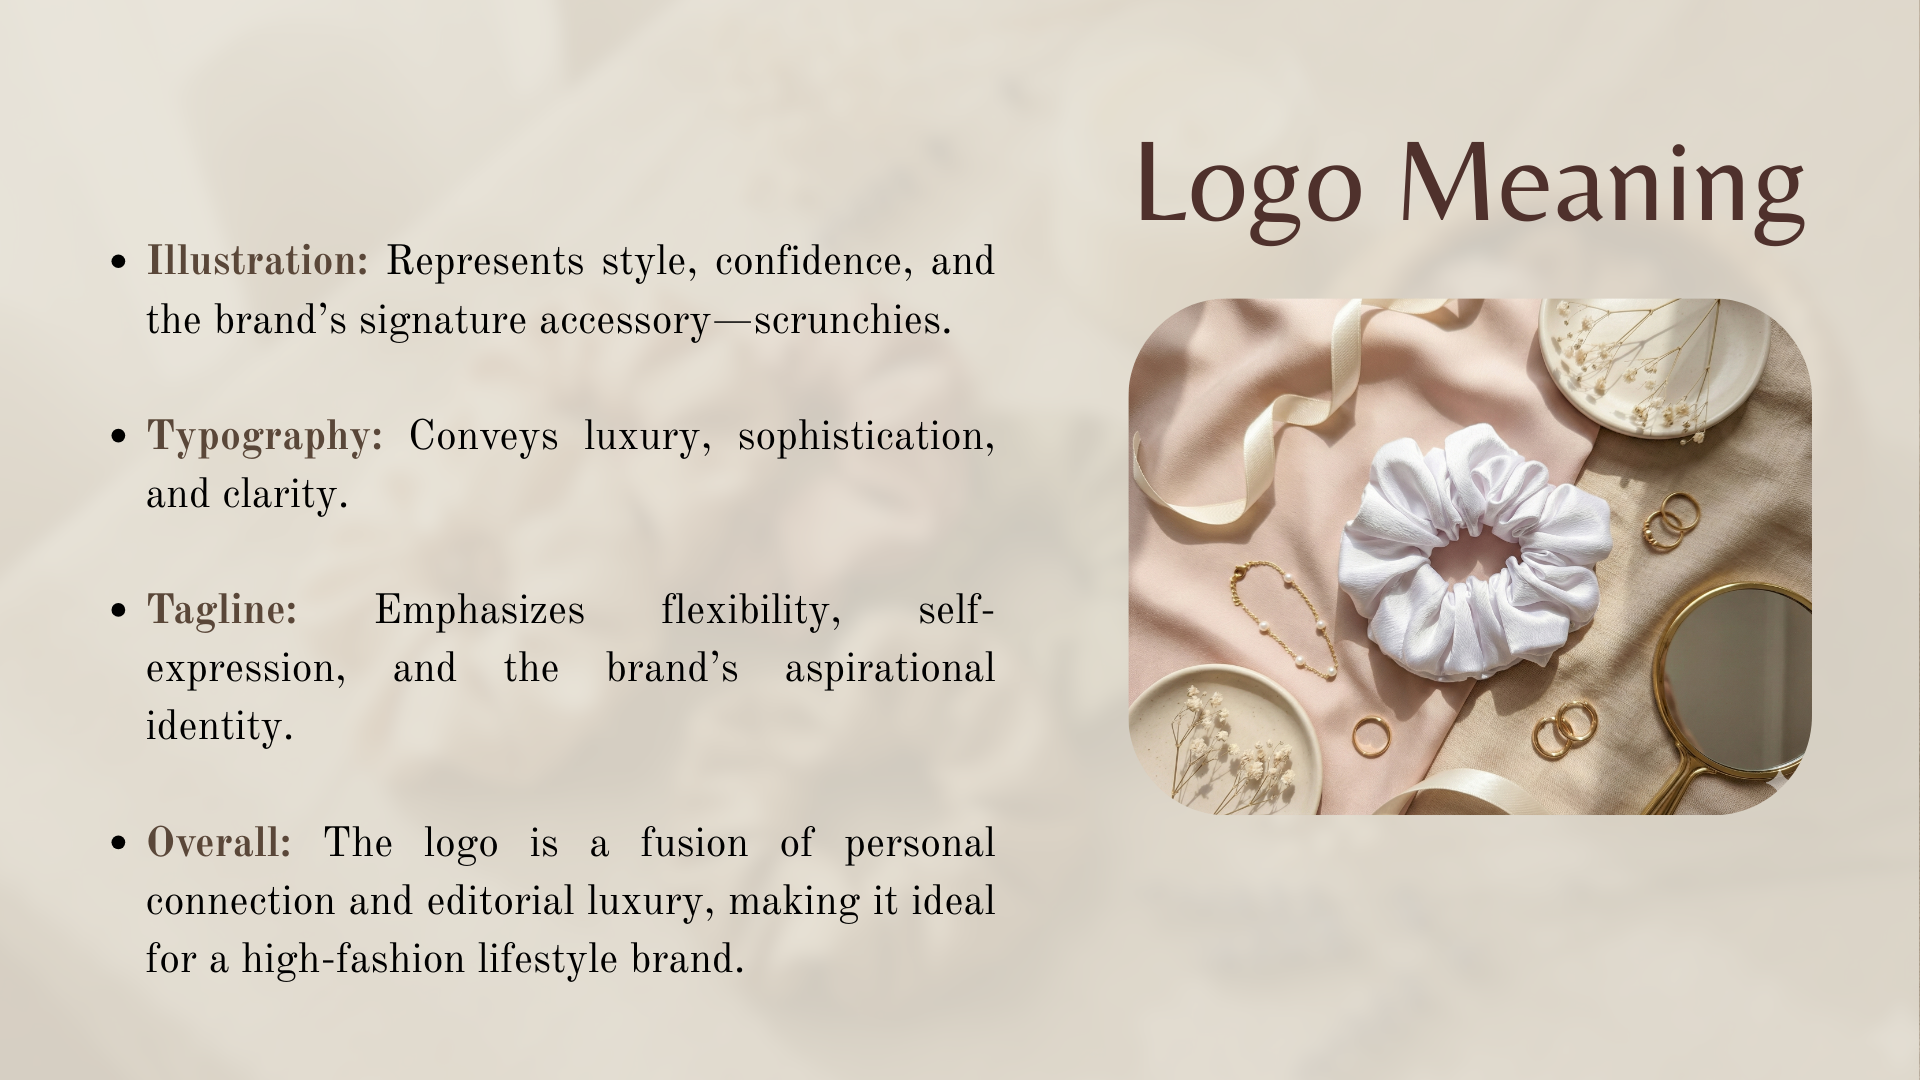 Logo Meaning
• Illustration: Represents style, confidence, and
the brand’s signature accessory—scrunchies.
• Typography: Conveys luxury, sophistication,
and clarity.
• Tagline: Emphasizes flexibility, self-
expression, and the brand’s aspirational
identity.
• Overall: The logo is a fusion of personal
connection and editorial luxury, making it ideal
for a high-fashion lifestyle brand.